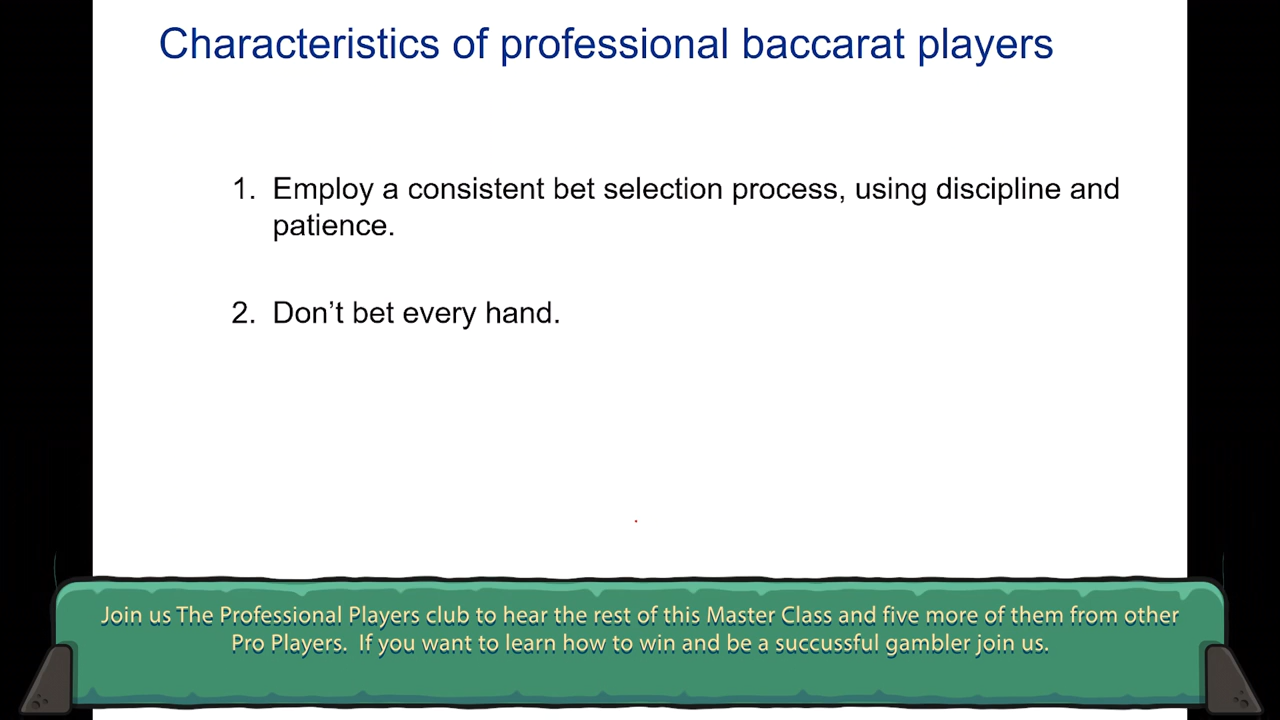 Characteristics of professional baccarat players
1. Employ a consistent bet selection process, using discipline and
patience.
2. Don’t bet every hand.
Join us The Professional Players club to hear the rest of this Master Class and five more of them from other
Pro Players. If you want to learn how to win and be a succussful gambler join us.